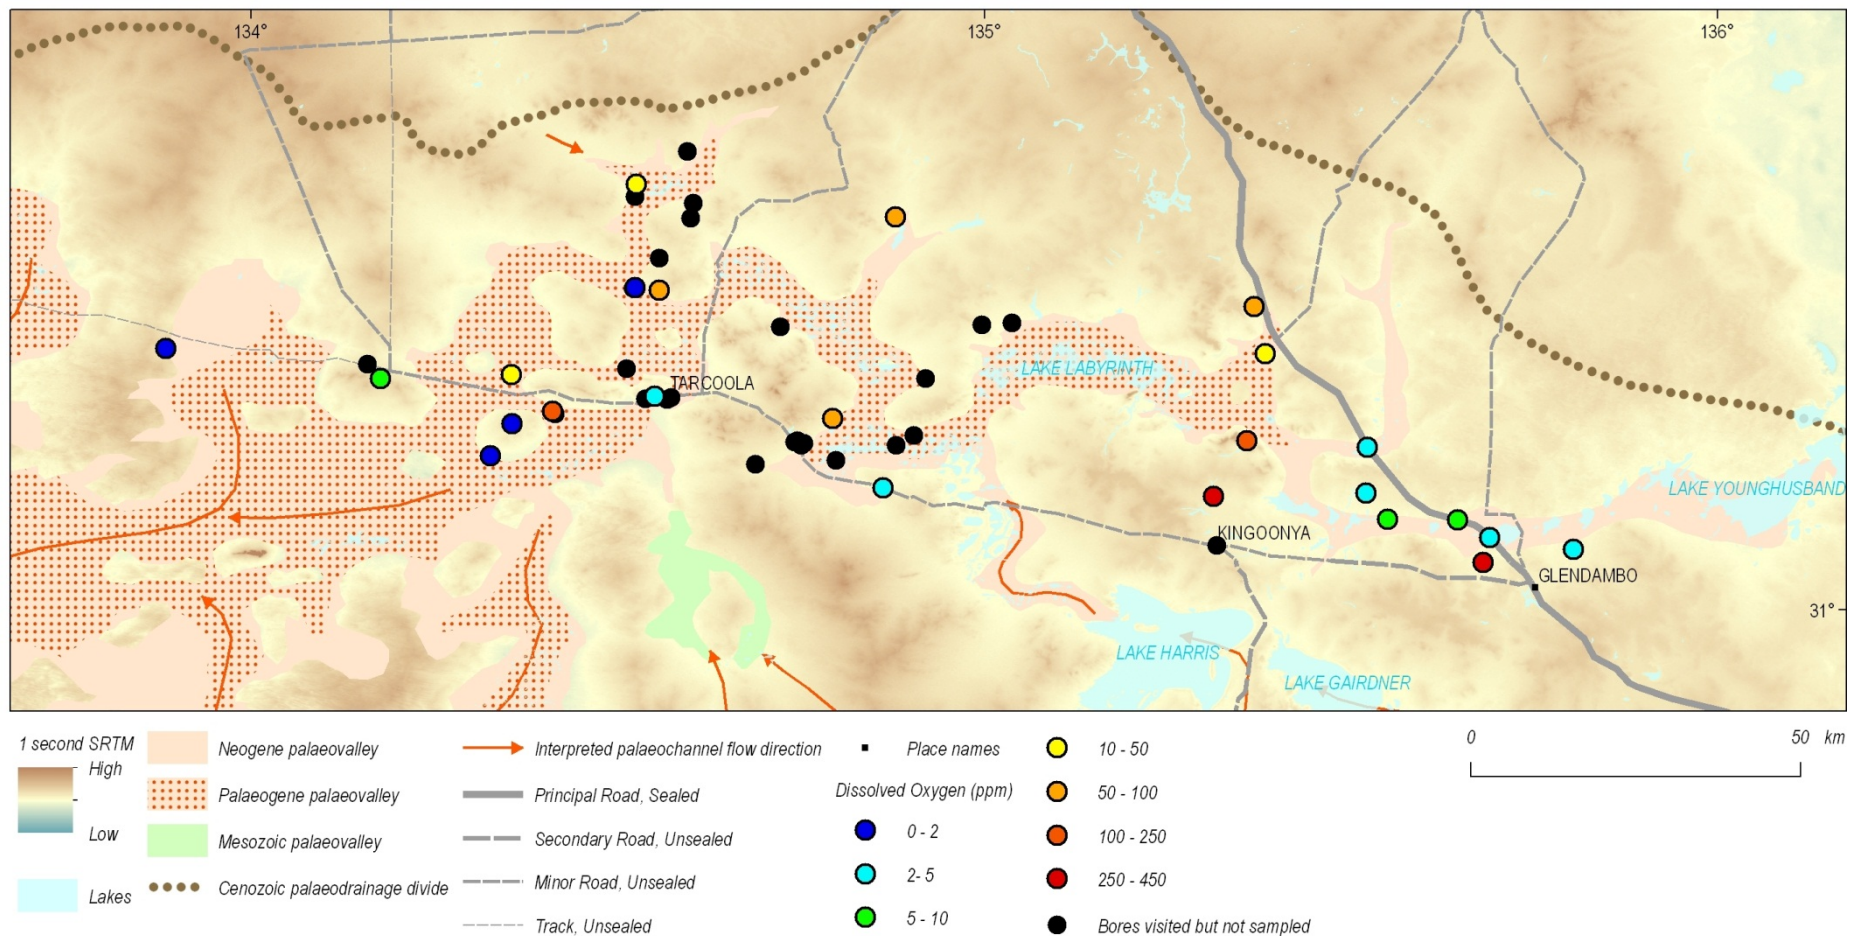 134°
135°
136°
TARCOOLA
LAKE LABYRINTH
LAKE YOUNGHUSBAND
KINGOONYA
GLENDAMBO
31°
LAKE HARRIS
LAKE GAIRDNER
1 second SRTM
High
Low
Lakes
Neogene palaeovalley
Palaeogene palaeovalley
Mesozoic palaeovalley
Cenozoic palaeodrainage divide
Interpreted palaeochannel flow direction
Principal Road, Sealed
Secondary Road, Unsealed
Minor Road, Unsealed
Track, Unsealed
Place names
Dissolved Oxygen (ppm)
0 - 2
2- 5
5 - 10
10 - 50
50 - 100
100 - 250
250 - 450
Bores visited but not sampled
0 50 km